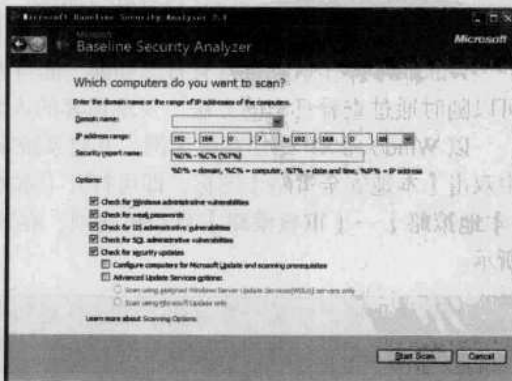 Microsoft Baseline Security Analyzer 2.1
Microsoft
Baseline Security Analyzer
Microsoft
Which computers do you want to scan?
Enter the domain name or the range of IP addresses of the computers.
Domain name:
IP address range: 192 . 168 . 0 . to 192 . 168 . 0 .
Security report name: %D% - %C% (%T%)
%D% = domain, %C% = computer, %T% = date and time, %IP% = IP address
Options:
Check for Windows administrative vulnerabilities
Check for weak passwords
Check for IIS administrative vulnerabilities
Check for SQL administrative vulnerabilities
Check for security updates
Configure computers for Microsoft Update and scanning prerequisites
Advanced Update Services options:
Scan using assigned Windows Server Update Services(WSUS) servers only
Scan using Microsoft Update only
Learn more about Scanning Options
Start Scan
Cancel